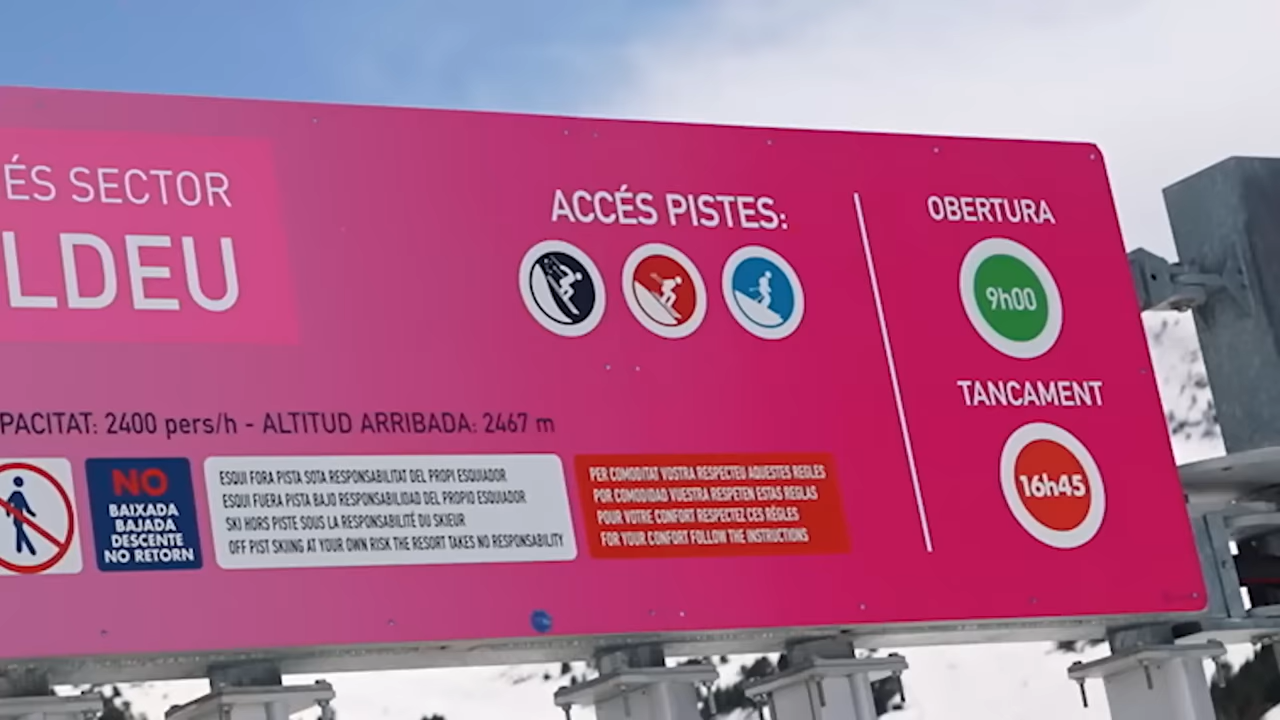 ÉS SECTOR
LDEU
ACCÉS PISTES:
OBERTURA
9h00
TANCAMENT
16h45
PACITAT: 2400 pers/h - ALTITUD ARRIBADA: 2467 m
NO
BAIXADA
BAJADA
DESCENTE
NO RETORN
ESQUI FORA PISTA SOTA RESPONSABILITAT DEL PROPI ESQUIADOR
ESQUI FUERA PISTA BAJO RESPONSABILIDAD DEL PROPIO ESQUIADOR
SKI HORS PISTE SOUS LA RESPONSABILITÉ DU SKIEUR
OFF PIST SKIING AT YOUR OWN RISK THE RESORT TAKES NO RESPONSABILITY
PER COMODITAT VOSTRA RESPECTEU AQUESTES REGLES
POR COMODIDAD VUESTRA RESPETEN ESTAS REGLAS
POUR VOTRE CONFORT RESPECTEZ CES RÉGLES
FOR YOUR CONFORT FOLLOW THE INSTRUCTIONS